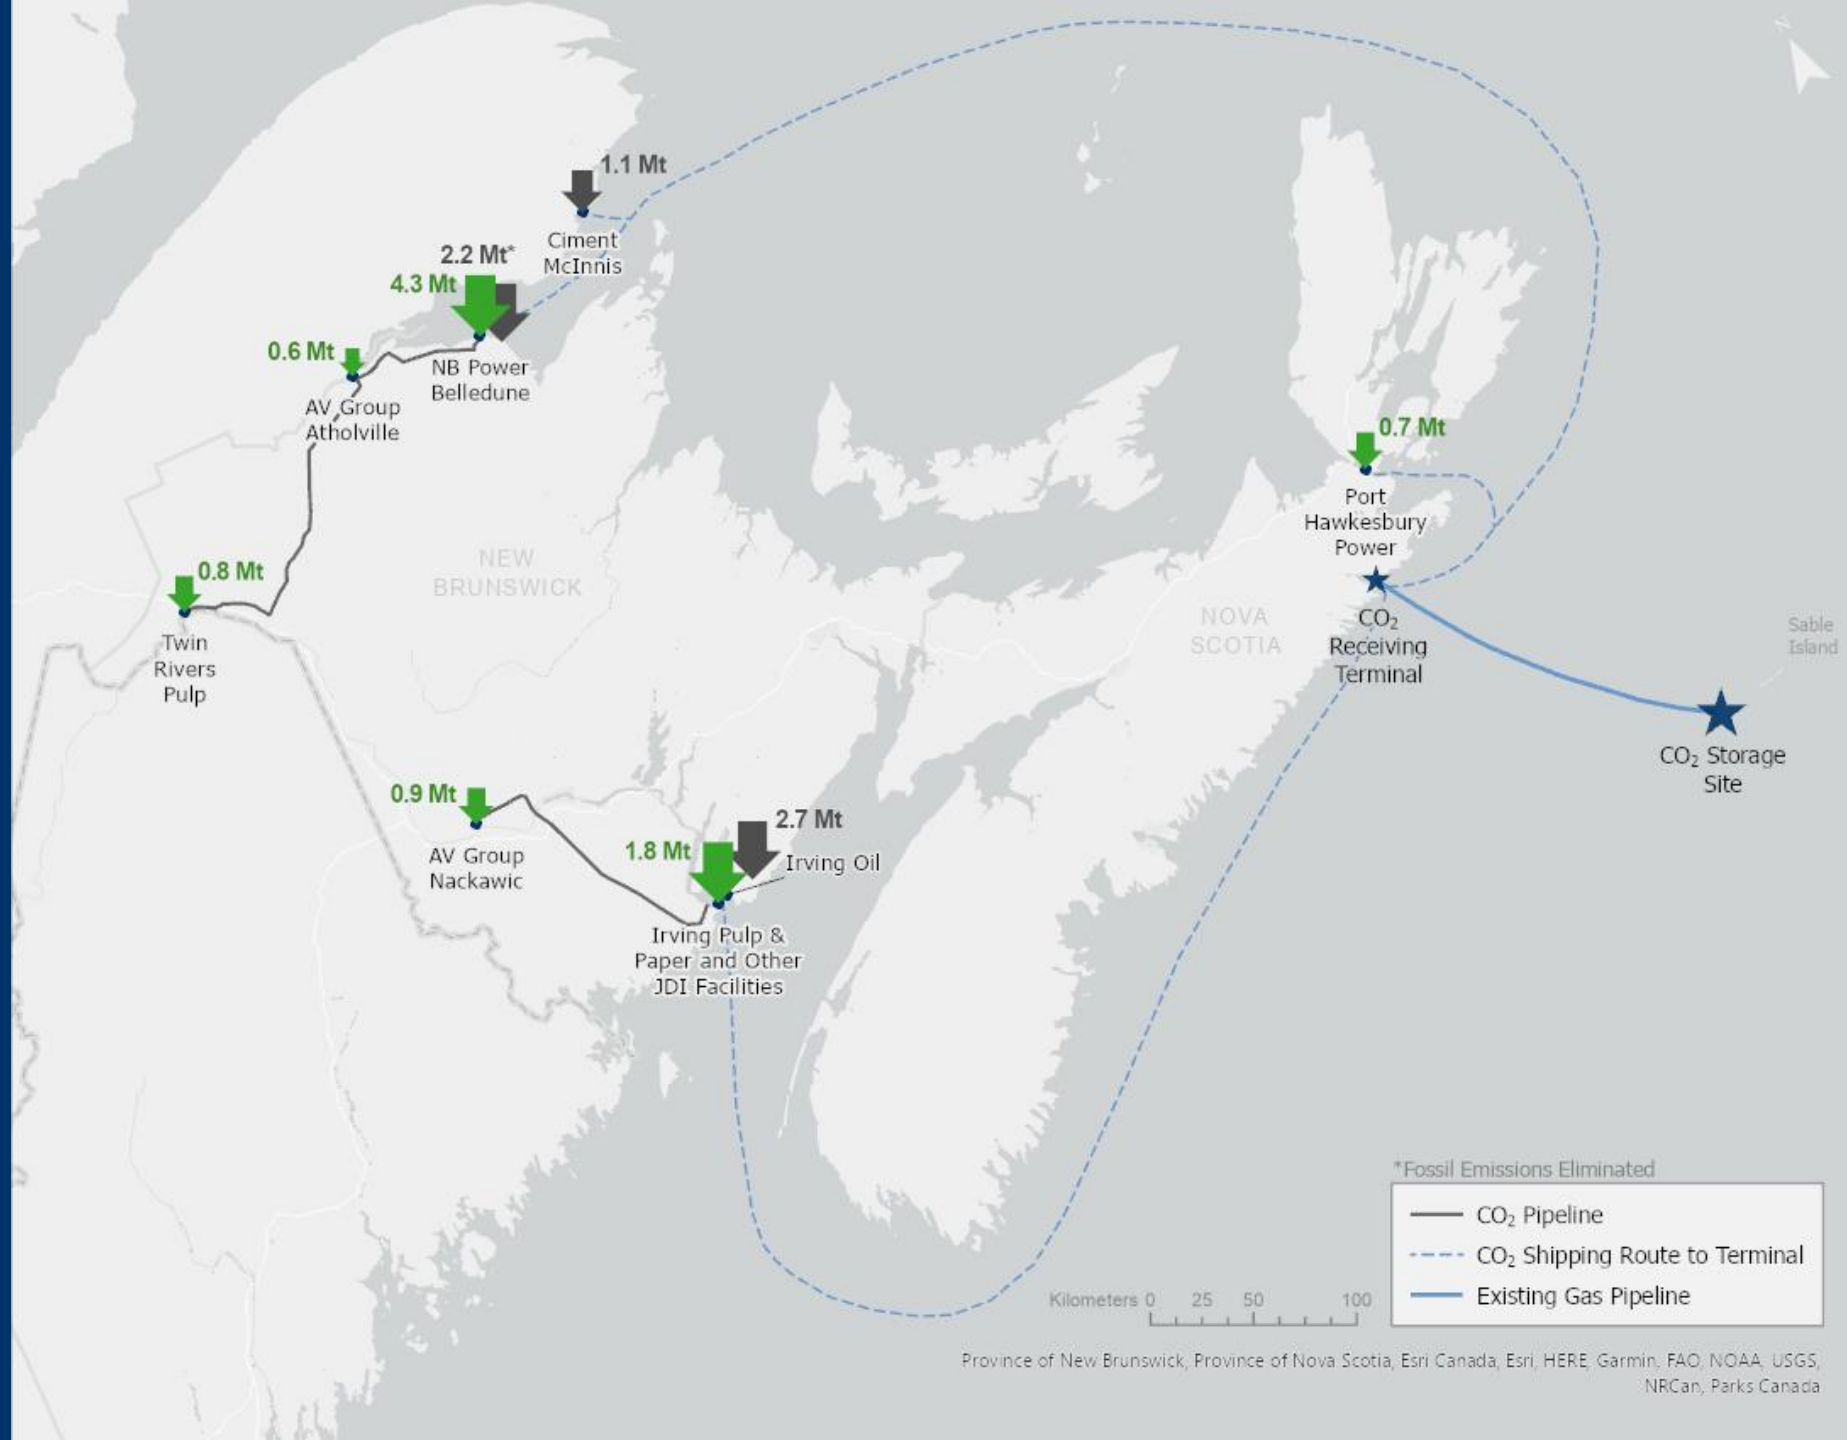 N
1.1 Mt
Ciment
McInnis
2.2 Mt*
4.3 Mt
NB Power
Belledune
0.6 Mt
AV Group
Atholville
0.7 Mt
Port
Hawkesbury
Power
NEW
BRUNSWICK
0.8 Mt
Twin
Rivers
Pulp
NOVA
SCOTIA
CO₂
Receiving
Terminal
Sable
Island
CO₂ Storage
Site
0.9 Mt
AV Group
Nackawic
1.8 Mt
2.7 Mt
Irving Oil
Irving Pulp &
Paper and Other
JDI Facilities
*Fossil Emissions Eliminated
CO₂ Pipeline
CO₂ Shipping Route to Terminal
Existing Gas Pipeline
Kilometers 0 25 50 100
Province of New Brunswick, Province of Nova Scotia, Esri Canada, Esri, HERE, Garmin, FAO, NOAA, USGS,
NRCan, Parks Canada